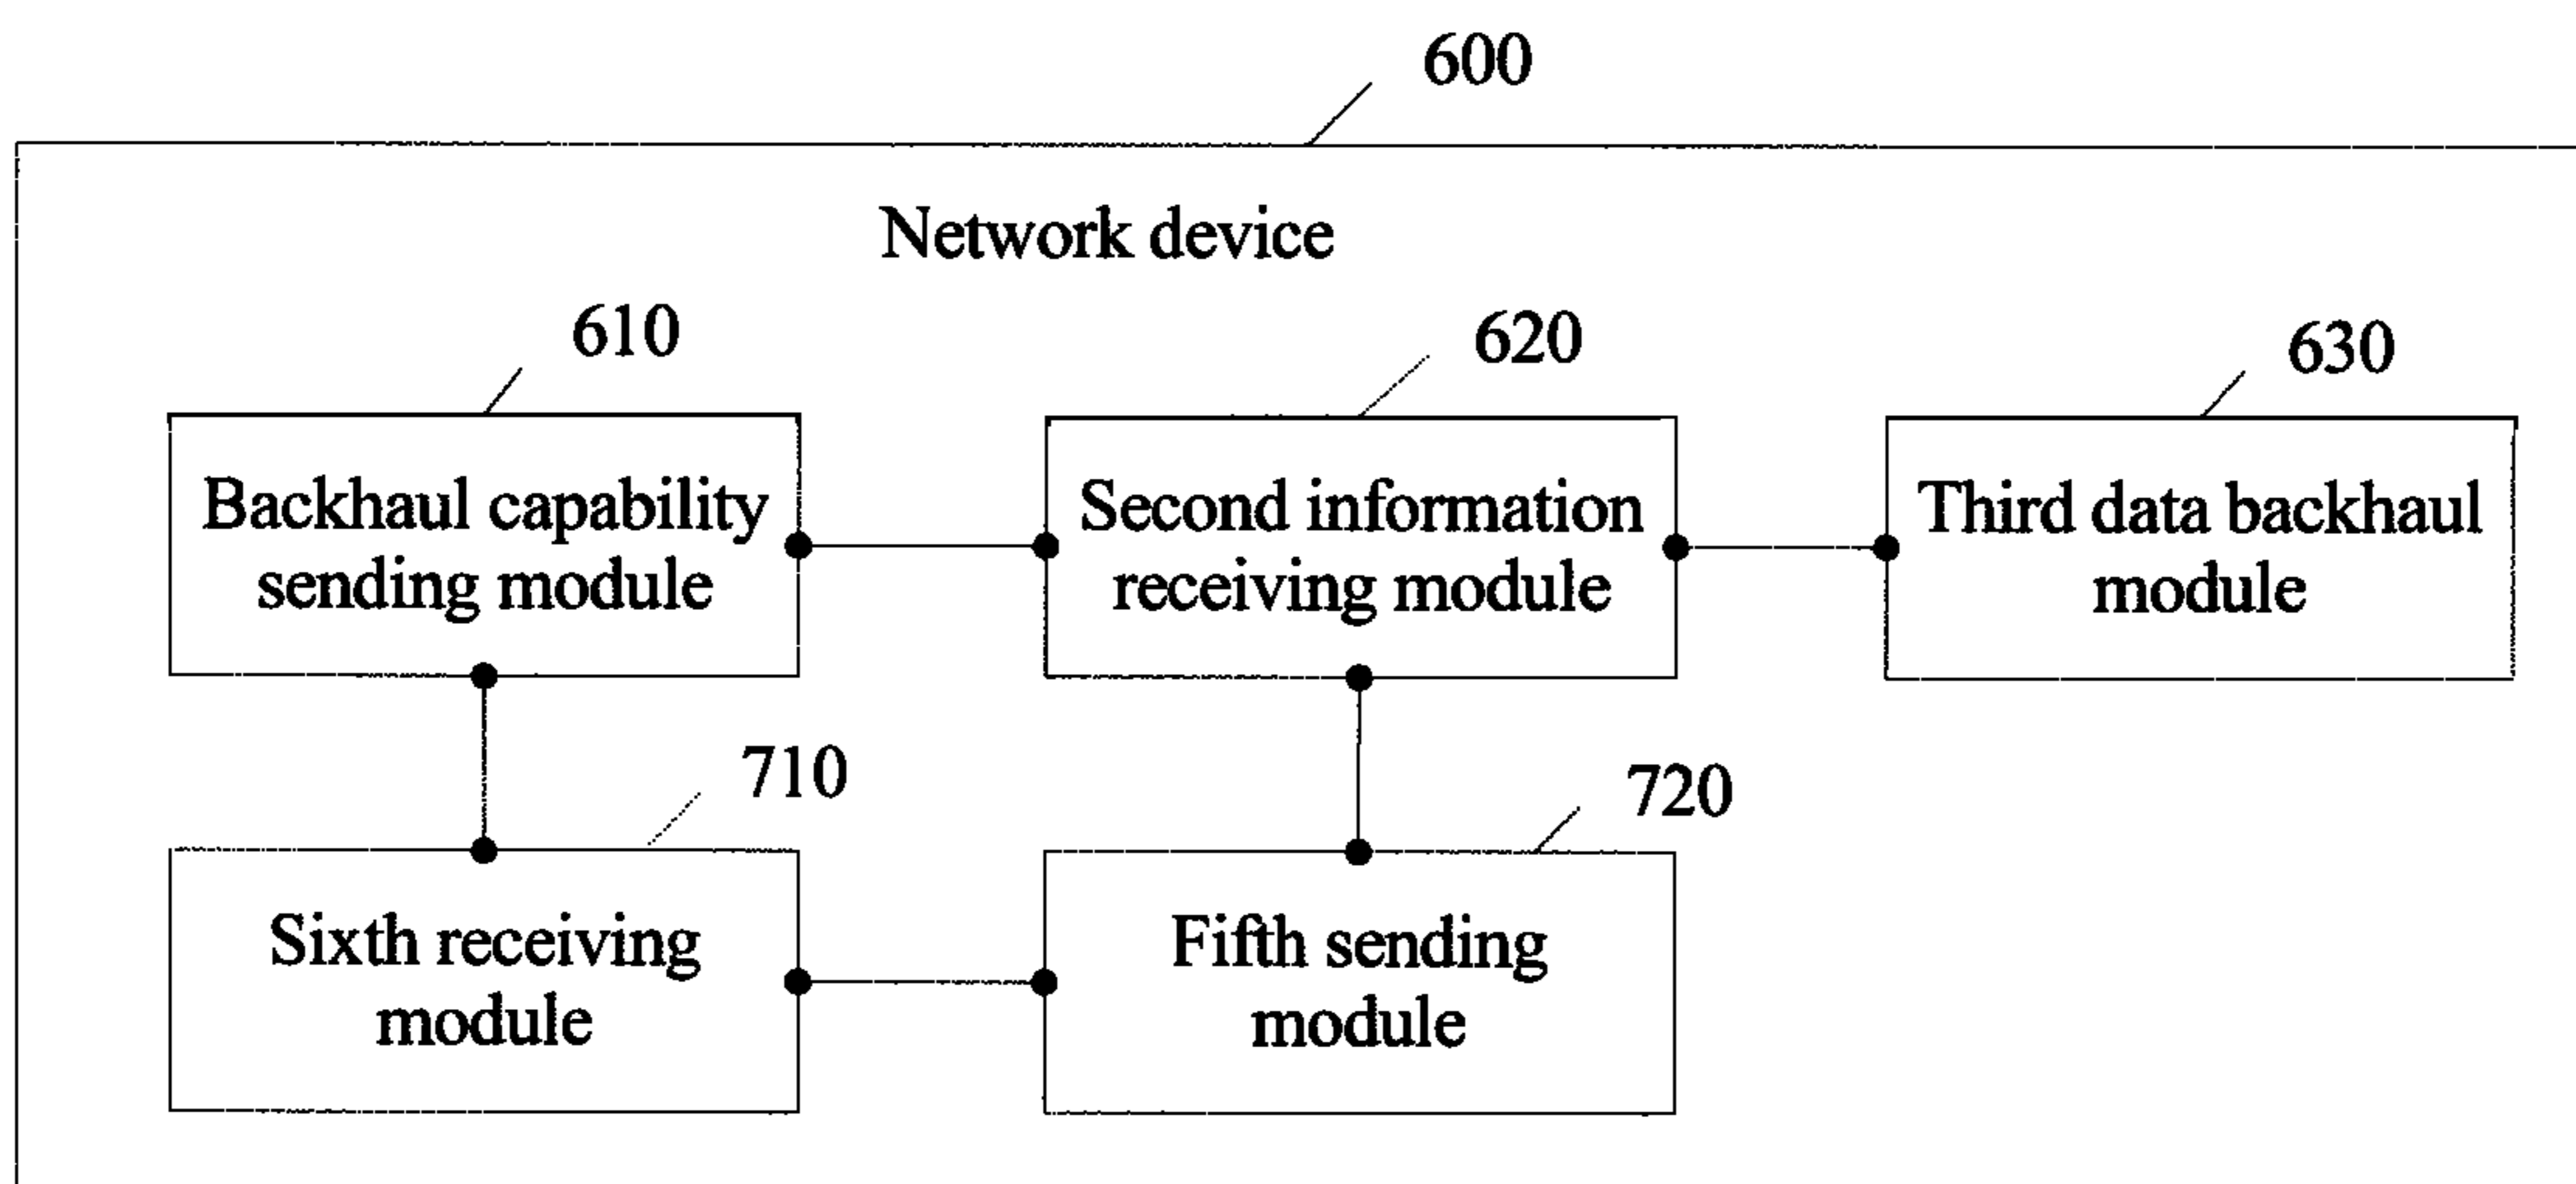 600
Network device
610
620
630
Backhaul capability
sending module
Second information
receiving module
Third data backhaul
module
710
720
Sixth receiving
module
Fifth sending
module